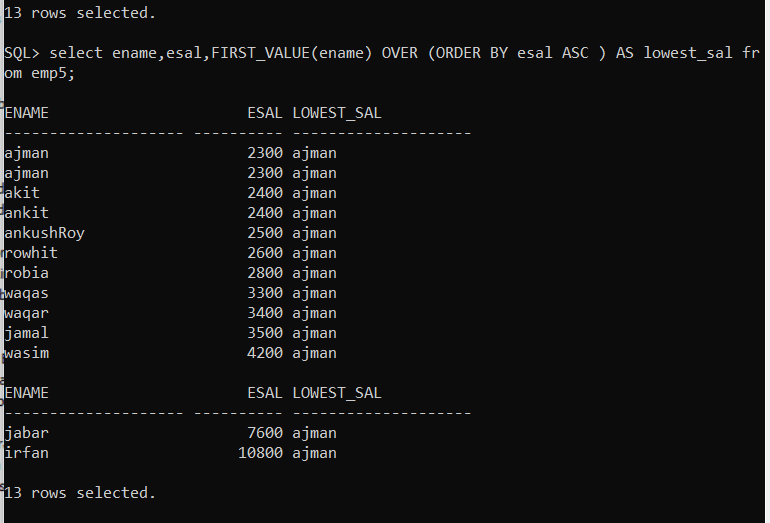 13 rows selected.
SQL> select ename,esal,FIRST_VALUE(ename) OVER (ORDER BY esal ASC ) AS lowest_sal fr
om emp5;
ENAME                      ESAL LOWEST_SAL
-------------------- ---------- --------------------
ajman                      2300 ajman
ajman                      2300 ajman
akit                       2400 ajman
ankit                      2400 ajman
ankushRoy                  2500 ajman
rowhit                     2600 ajman
robia                      2800 ajman
waqas                      3300 ajman
waqar                      3400 ajman
jamal                      3500 ajman
wasim                      4200 ajman
ENAME                      ESAL LOWEST_SAL
-------------------- ---------- --------------------
jabar                      7600 ajman
irfan                     10800 ajman
13 rows selected.